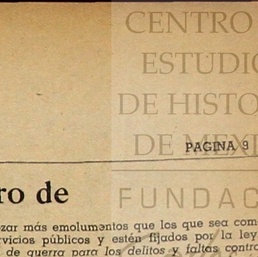 CENTRO
ESTUDIO
DE HISTO
DE MEXI
PAGINA 9
FUNDAC
ro de
zar más emolumentos que los que sea com
rvicios públicos y estén fijados por la ley
de guerra para los delitos y faltas contra